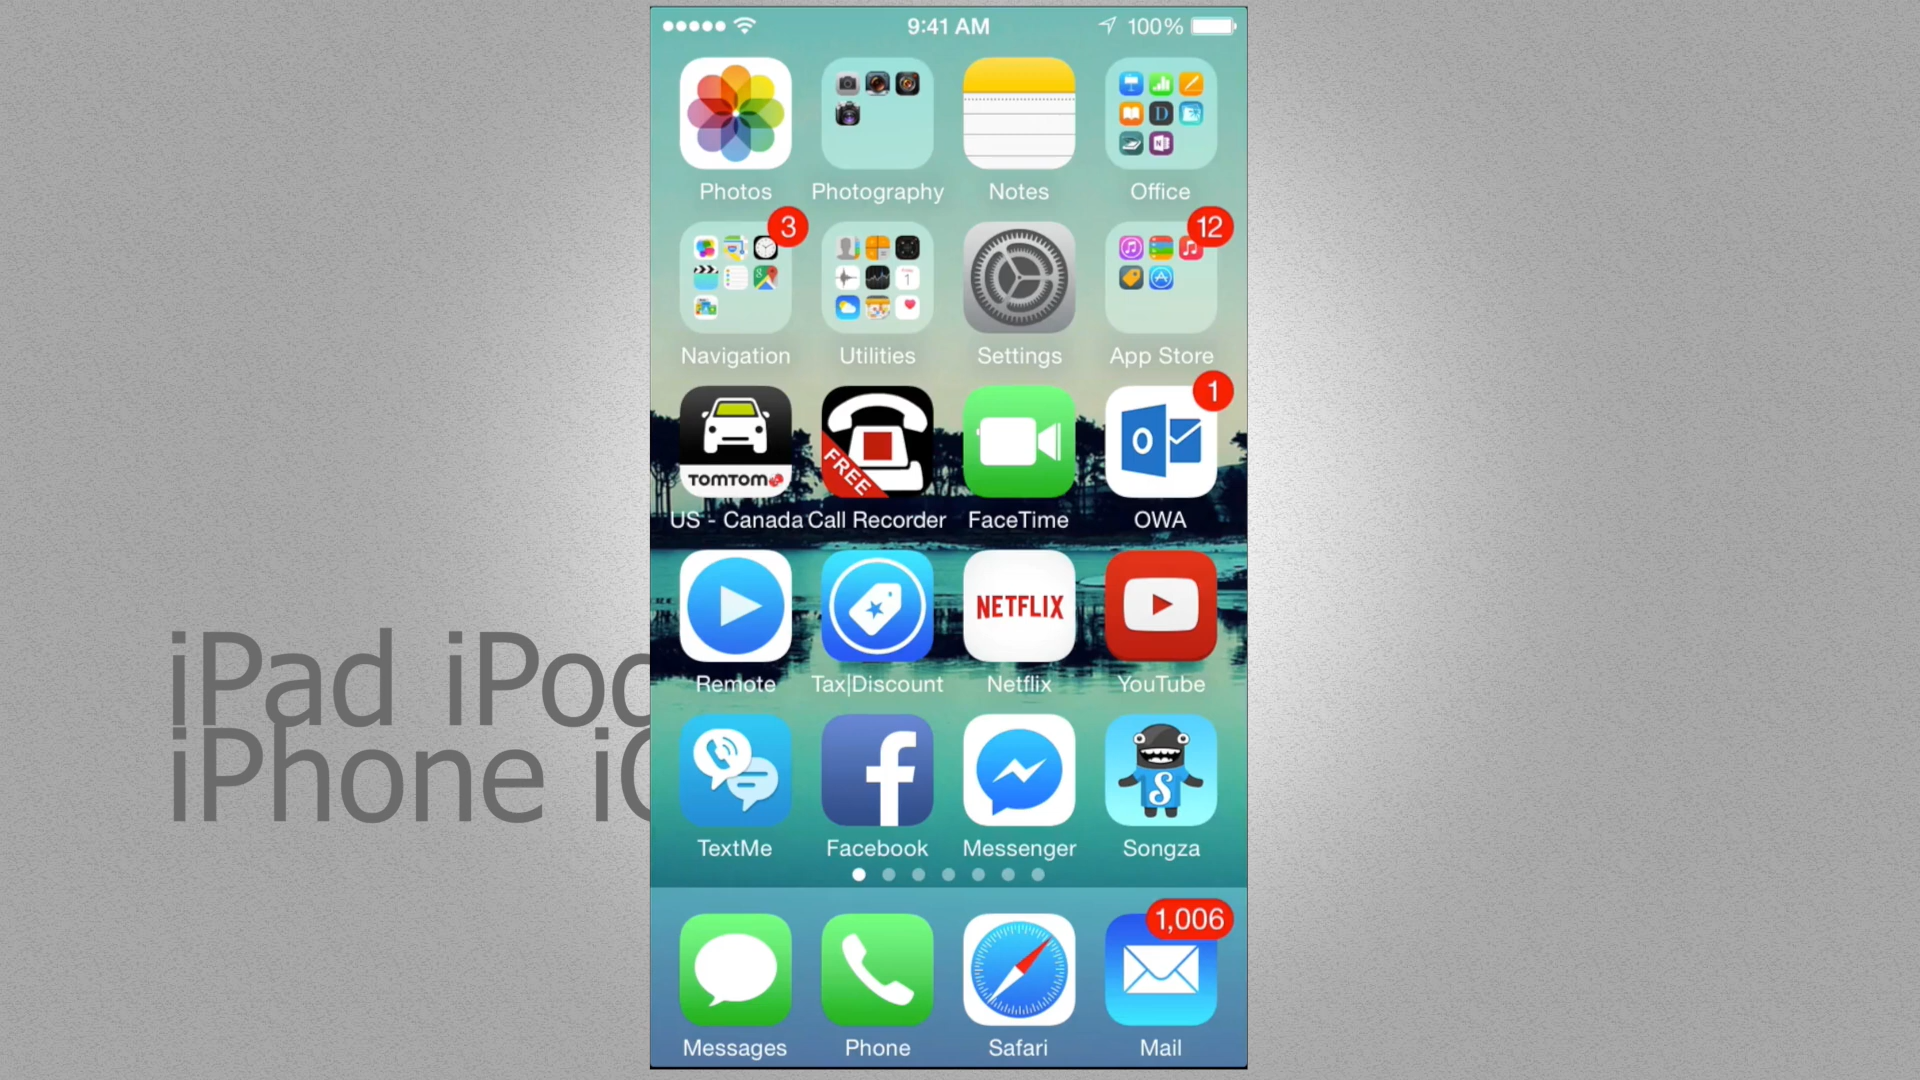 9:41 AM
100%
Photos
Photography
Notes
Office
3
12
Navigation
Utilities
Settings
App Store
TOMTOM
FREE
1
US - Canada
Call Recorder
FaceTime
OWA
NETFLIX
Remote
Tax|Discount
Netflix
YouTube
iPad iPod
iPhone
TextMe
Facebook
Messenger
Songza
1,006
Messages
Phone
Safari
Mail